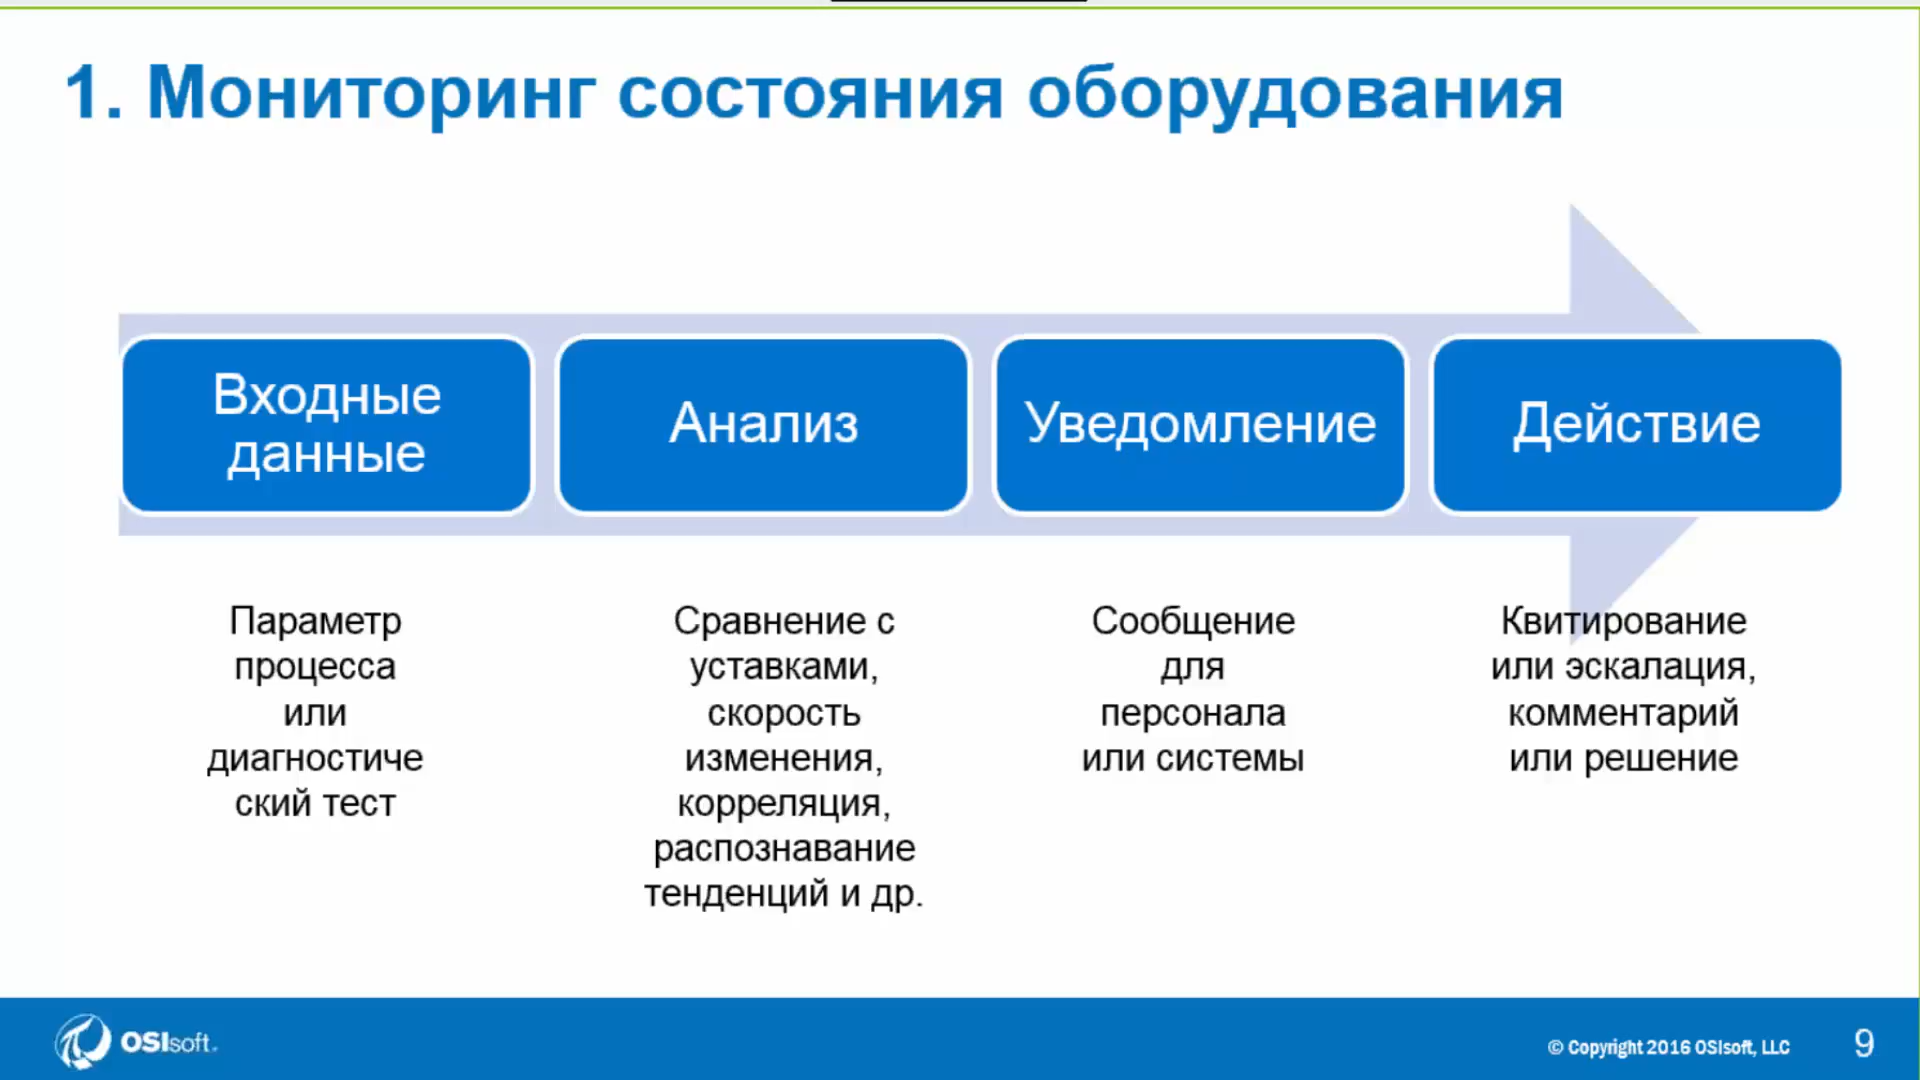 1. Мониторинг состояния оборудования
Входные
данные
Анализ
Уведомление
Действие
Параметр
процесса
или
диагностиче
ский тест
Сравнение с
уставками,
скорость
изменения,
корреляция,
распознавание
тенденций и др.
Сообщение
для
персонала
или системы
Квитирование
или эскалация,
комментарий
или решение
OSIsoft.
© Copyright 2016 OSIsoft, LLC
9